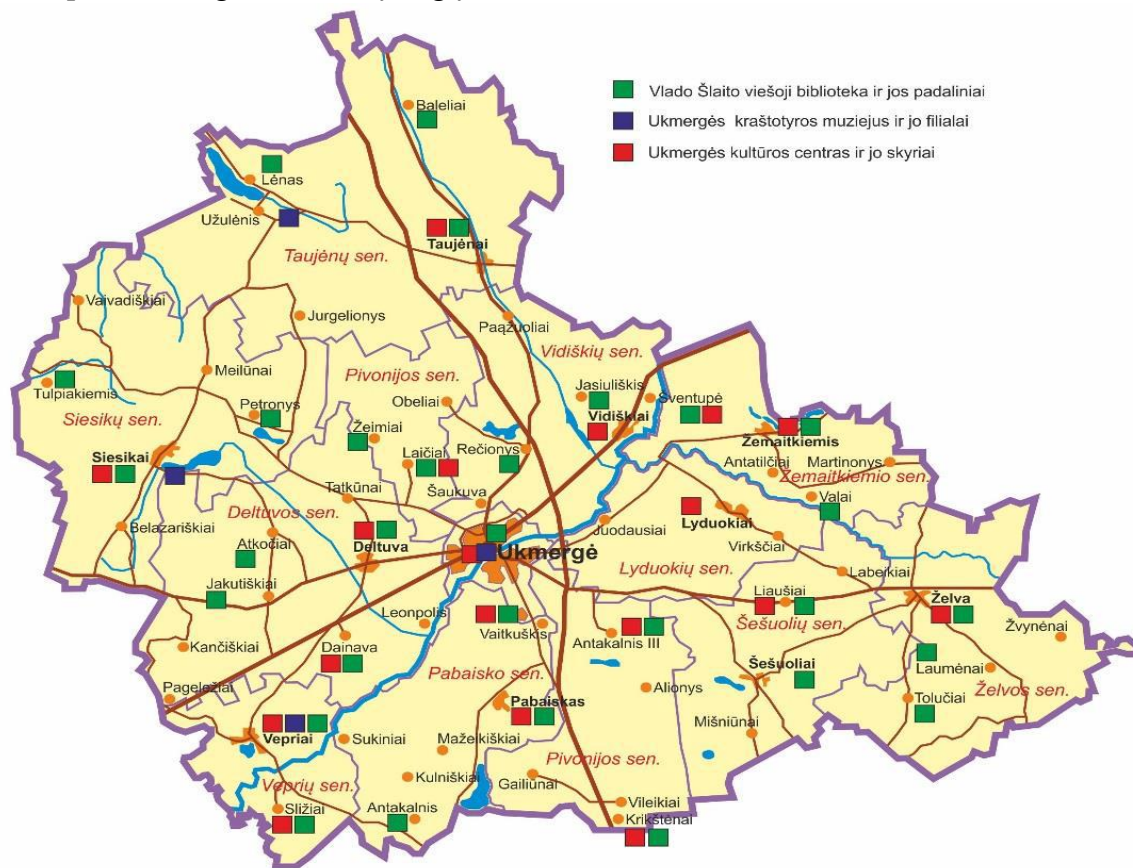 Vlado Šlaito viešoji biblioteka ir jos padaliniai
Ukmergės kraštotyros muziejus ir jo filialai
Ukmergės kultūros centras ir jo skyriai
Baleliai
Lėnas
Užulėnis
Taujėnai
Taujėnų sen.
Vaivadiškiai
Jurgelionys
Paąžuoliai
Vidiškių sen.
Meilūnai
Pivonijos sen.
Jasiuliškis
Šventupė
Tulpiakiemis
Petronys
Obeliai
Vidiškiai
Siesikų sen.
Žeimiai
Žemaitkiemis
Siesikai
Laičiai
Rečionys
Antatilčiai
Martinonys
Žemaitkiemio sen.
Tatkūnai
Šaukuva
Valai
Deltuvos sen.
Lyduokiai
Belazariškiai
Juodausiai
Atkočiai
Deltuva
Ukmergė
Virkščiai
Lyduokių sen.
Labeikiai
Jakutiškiai
Liaušiai
Želva
Leonpolis
Šešuolių sen.
Vaitkuškis
Žvynėnai
Kančiškiai
Dainava
Antakalnis III
Šešuoliai
Laumėnai
Pabaisko sen.
Pageležiai
Alionys
Želvos sen.
Pabaiskas
Tolučiai
Mišniūnai
Vepriai
Sukiniai
Mažeikiškiai
Pivonijos sen.
Kulniškiai
Gailiūnai
Veprių sen.
Vileikiai
Sližiai
Antakalnis
Krikštėnai